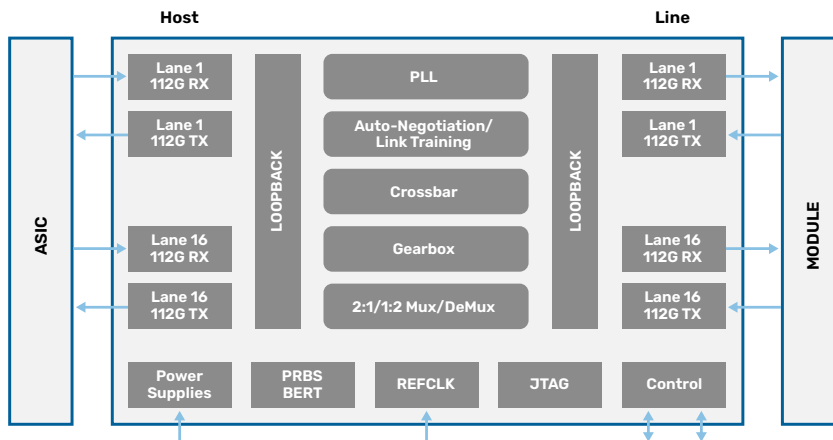 Host
Line
ASIC
Lane 1
112G RX
Lane 1
112G TX
Lane 16
112G RX
Lane 16
112G TX
LOOPBACK
PLL
Auto-Negotiation/
Link Training
Crossbar
Gearbox
2:1/1:2 Mux/DeMux
LOOPBACK
Lane 1
112G RX
Lane 1
112G TX
Lane 16
112G RX
Lane 16
112G TX
MODULE
Power
Supplies
PRBS
BERT
REFCLK
JTAG
Control